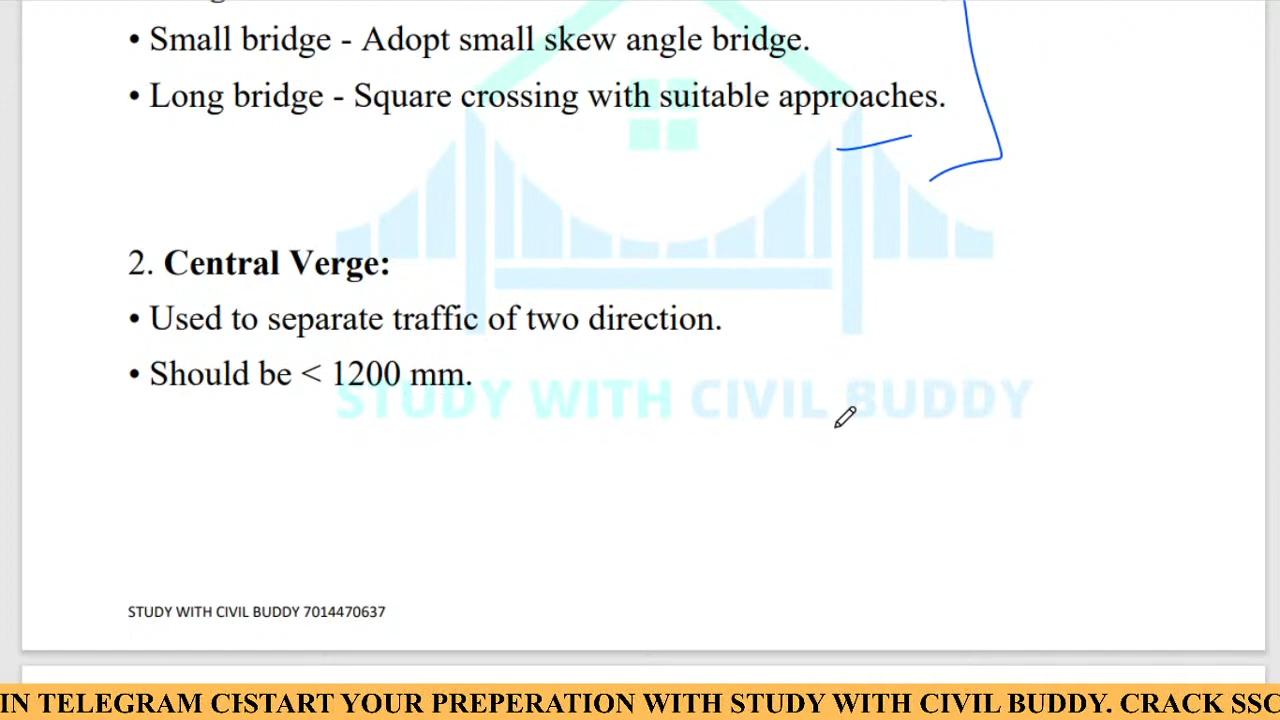 • Small bridge - Adopt small skew angle bridge.
• Long bridge - Square crossing with suitable approaches.
2. Central Verge:
• Used to separate traffic of two direction.
• Should be < 1200 mm.
STUDY WITH CIVIL BUDDY
STUDY WITH CIVIL BUDDY 7014470637
IN TELEGRAM CHSTART YOUR PREPERATION WITH STUDY WITH CIVIL BUDDY. CRACK SSC